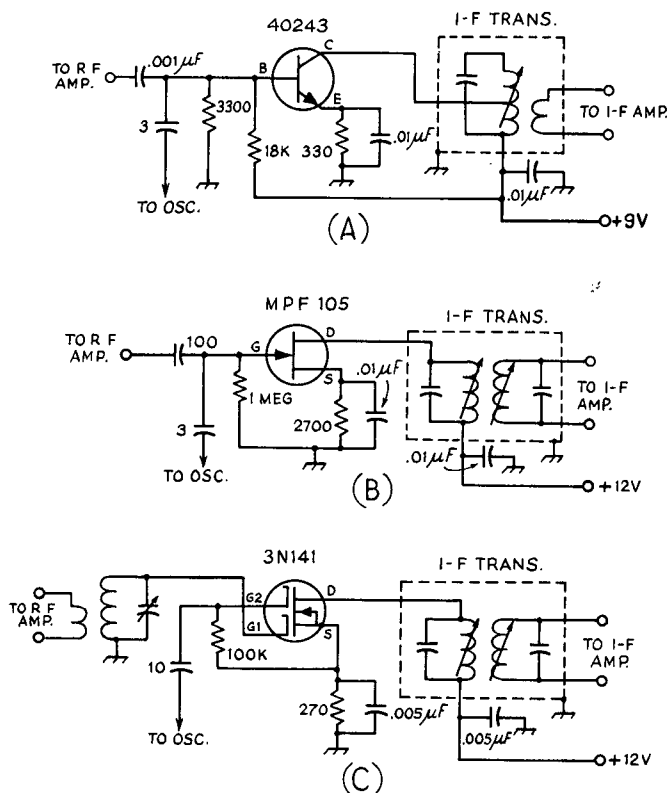 40243
I-F TRANS.
TO R F
AMP.
.001µF
B
C
E
3
3300
18K
330
.01µF
TO I-F AMP.
.01µF
TO OSC.
+9V
(A)
MPF 105
I-F TRANS.
TO R F
AMP.
100
G
D
S
.01µF
1 MEG
2700
3
TO I-F
AMP.
TO OSC.
.01µF
+12V
(B)
3N141
I-F TRANS.
TO R F
AMP.
G2
G1
D
S
100K
10
270
.005µF
TO I-F
AMP.
TO OSC.
.005µF
+12V
(C)